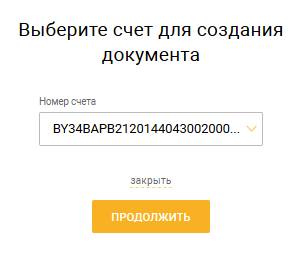 Выберите счет для создания
документа
Номер счета
BY34BAPB2120144043002000...
закрыть
ПРОДОЛЖИТЬ